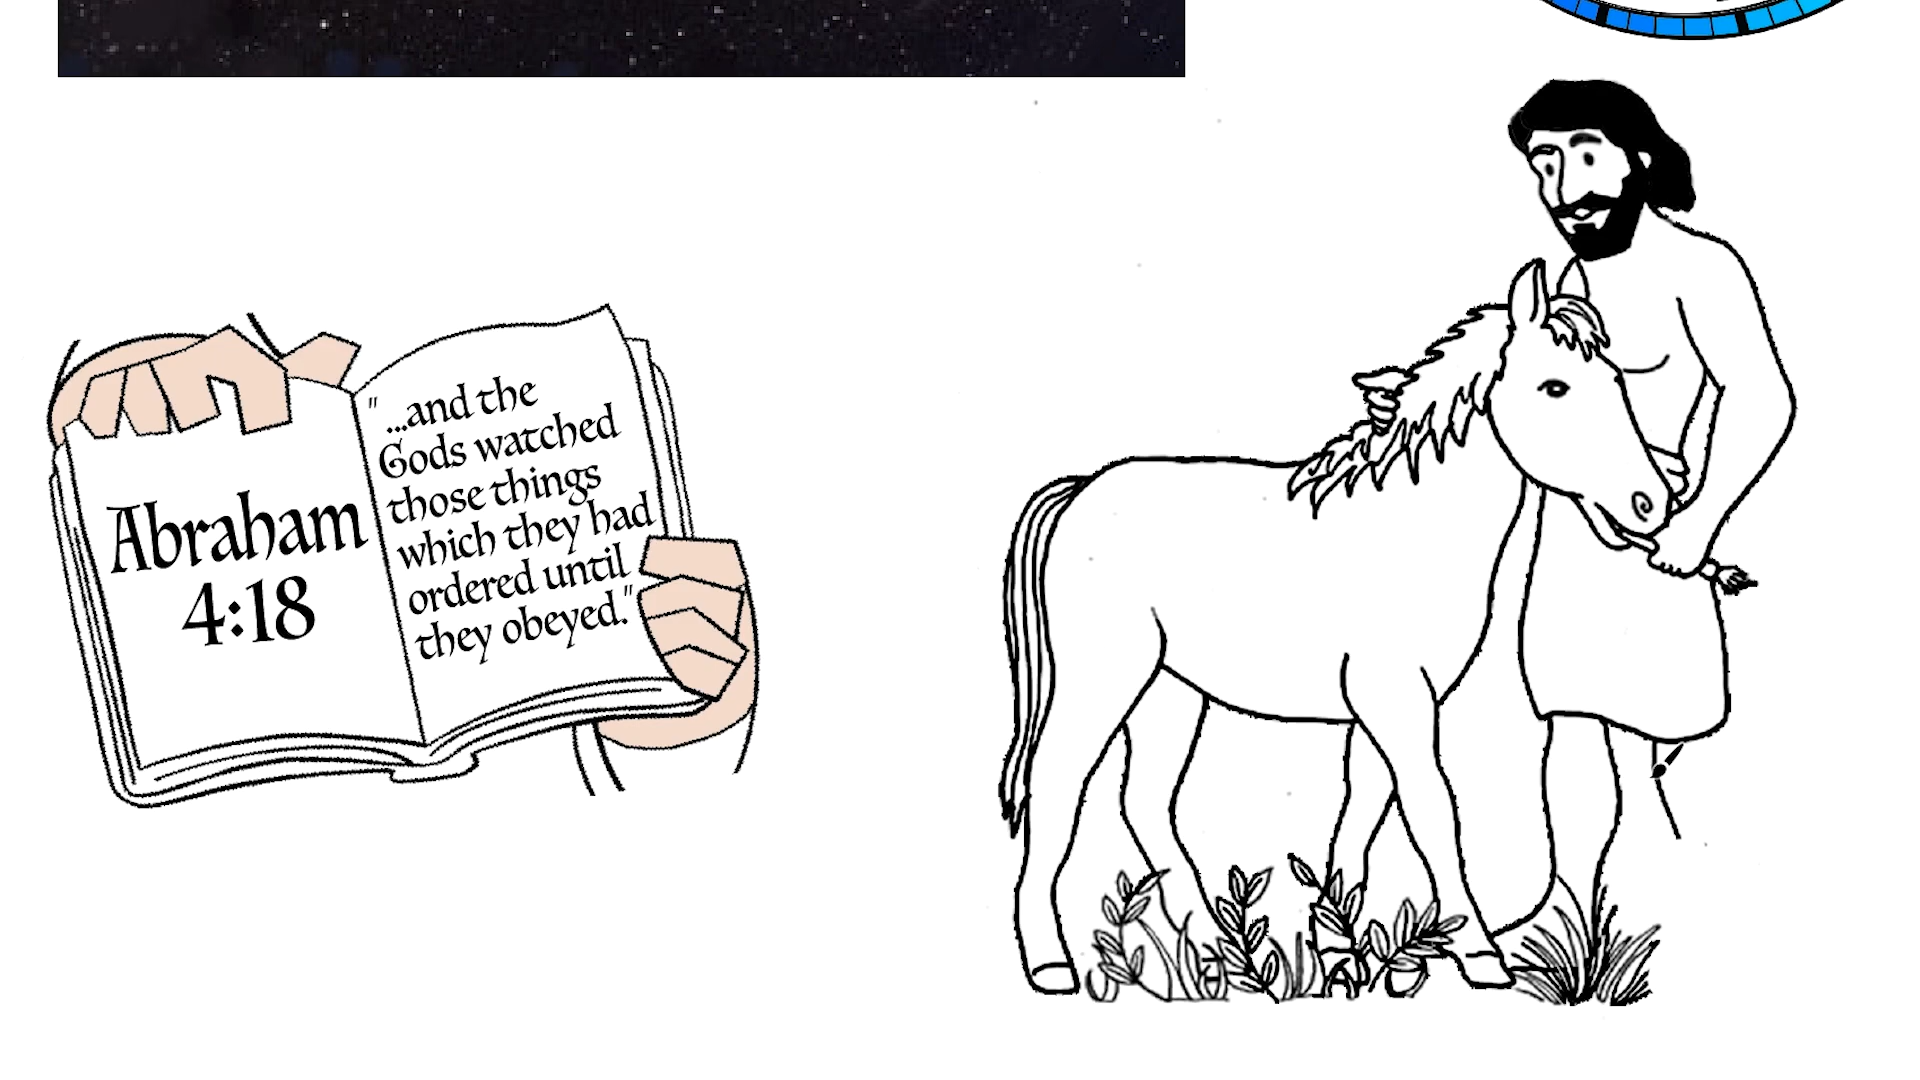 Abraham
4:18
"...and the
Gods watched
those things
which they had
ordered until
they obeyed."